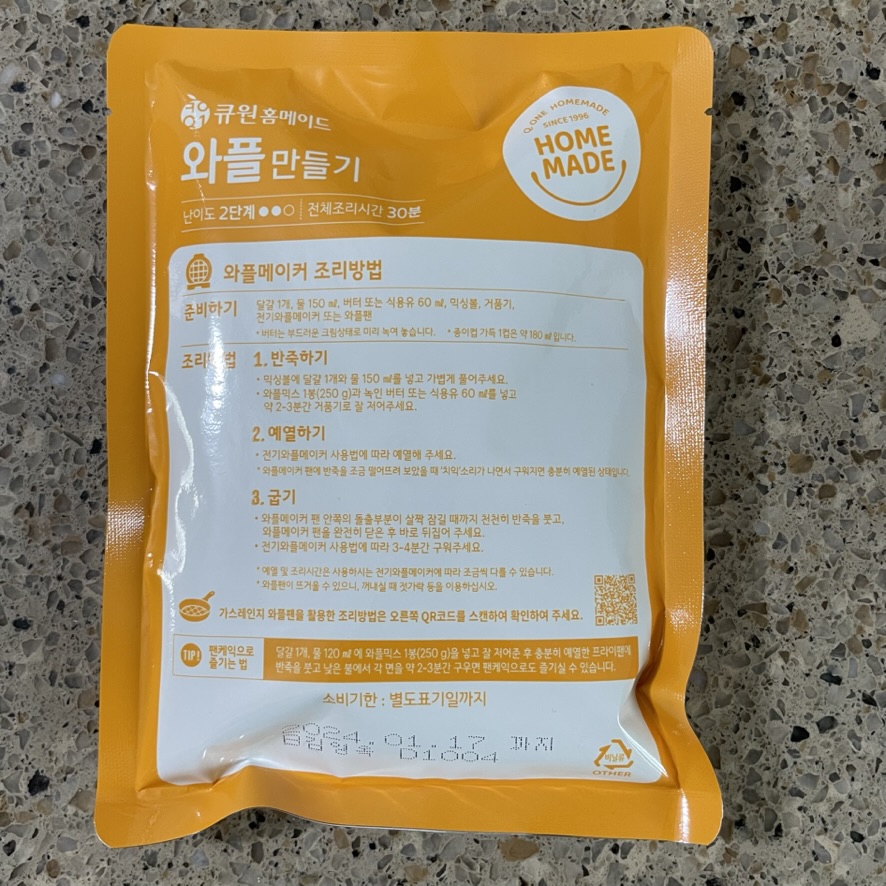 큐원 홈메이드
와플 만들기
난이도 2단계 전체조리시간 30분
Q.ONE HOMEMADE
SINCE 1996
HOME
MADE
와플메이커 조리방법
준비하기
달걀 1개, 물 150 ㎖, 버터 또는 식용유 60 ㎖, 믹싱볼, 거품기,
전기와플메이커 또는 와플팬
* 버터는 부드러운 크림상태로 미리 녹여 놓습니다. * 종이컵 가득 1컵은 약 180 ㎖ 입니다.
조리방법
1. 반죽하기
• 믹싱볼에 달걀 1개와 물 150 ㎖를 넣고 가볍게 풀어주세요.
• 와플믹스 1봉(250 g)과 녹인 버터 또는 식용유 60 ㎖를 넣고
약 2-3분간 거품기로 잘 저어주세요.
2. 예열하기
• 전기와플메이커 사용법에 따라 예열해 주세요.
* 와플메이커 팬에 반죽을 조금 떨어뜨려 보았을 때 '치익'소리가 나면서 구워지면 충분히 예열된 상태입니다.
3. 굽기
• 와플메이커 팬 안쪽의 돌출부분이 살짝 잠길 때까지 천천히 반죽을 붓고,
와플메이커 팬을 완전히 닫은 후 바로 뒤집어 주세요.
• 전기와플메이커 사용법에 따라 3-4분간 구워주세요.
* 예열 및 조리시간은 사용하시는 전기와플메이커에 따라 조금씩 다를 수 있습니다.
* 와플팬이 뜨거울 수 있으니, 꺼내실 때 젓가락 등을 이용하십시오.
가스레인지 와플팬을 활용한 조리방법은 오른쪽 QR코드를 스캔하여 확인하여 주세요.
TIP!
팬케익으로
즐기는 법
달걀 1개, 물 120 ㎖ 에 와플믹스 1봉(250 g)을 넣고 잘 저어준 후 충분히 예열한 프라이팬에
반죽을 붓고 낮은 불에서 각 면을 약 2-3분간 구우면 팬케익으로도 즐기실 수 있습니다.
소비기한 : 별도표기일까지
2024.01.17 까지
D1004
비닐류
OTHER